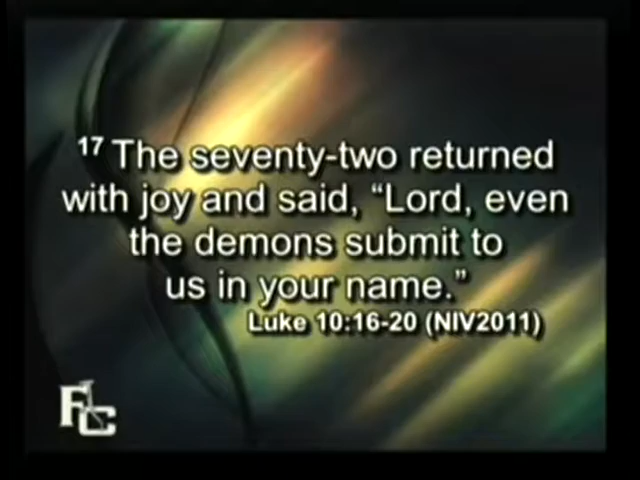 17 The seventy-two returned
with joy and said, “Lord, even
the demons submit to
us in your name.”
Luke 10:16-20 (NIV2011)
FLC